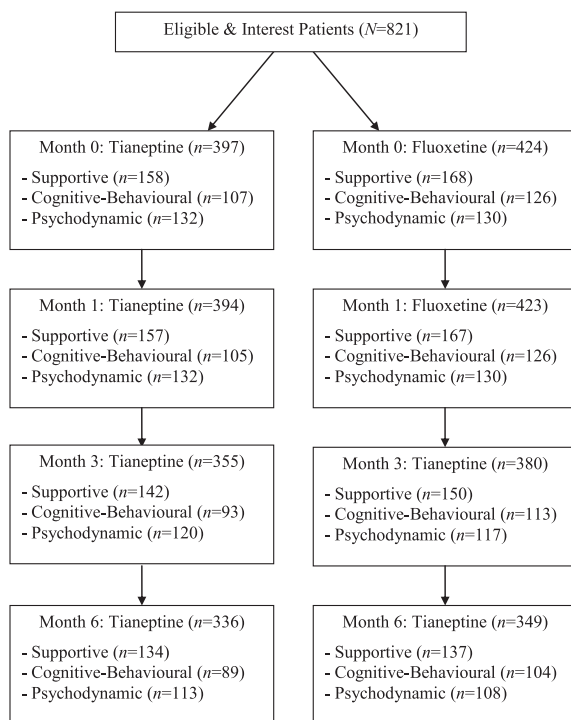 Eligible & Interest Patients (N=821)
Month 0: Tianeptine (n=397)
- Supportive (n=158)
- Cognitive-Behavioural (n=107)
- Psychodynamic (n=132)
Month 0: Fluoxetine (n=424)
- Supportive (n=168)
- Cognitive-Behavioural (n=126)
- Psychodynamic (n=130)
Month 1: Tianeptine (n=394)
- Supportive (n=157)
- Cognitive-Behavioural (n=105)
- Psychodynamic (n=132)
Month 1: Fluoxetine (n=423)
- Supportive (n=167)
- Cognitive-Behavioural (n=126)
- Psychodynamic (n=130)
Month 3: Tianeptine (n=355)
- Supportive (n=142)
- Cognitive-Behavioural (n=93)
- Psychodynamic (n=120)
Month 3: Tianeptine (n=380)
- Supportive (n=150)
- Cognitive-Behavioural (n=113)
- Psychodynamic (n=117)
Month 6: Tianeptine (n=336)
- Supportive (n=134)
- Cognitive-Behavioural (n=89)
- Psychodynamic (n=113)
Month 6: Tianeptine (n=349)
- Supportive (n=137)
- Cognitive-Behavioural (n=104)
- Psychodynamic (n=108)